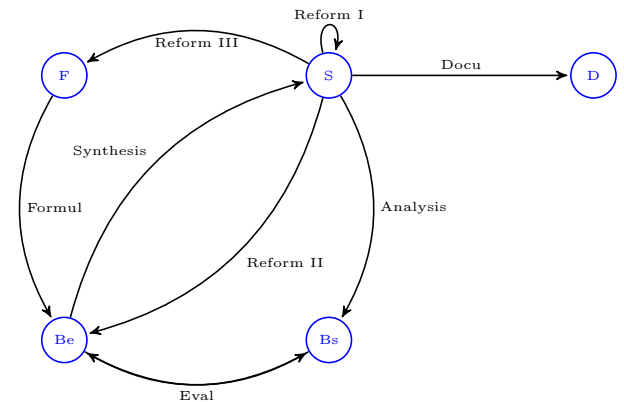 Reform I
Reform III
F
S
Docu
D
Synthesis
Formul
Analysis
Reform II
Be
Bs
Eval